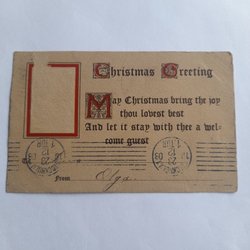 Christmas Greeting
May Christmas bring the joy
thou lovest best
And let it stay with thee a wel-
come guest
From Olga